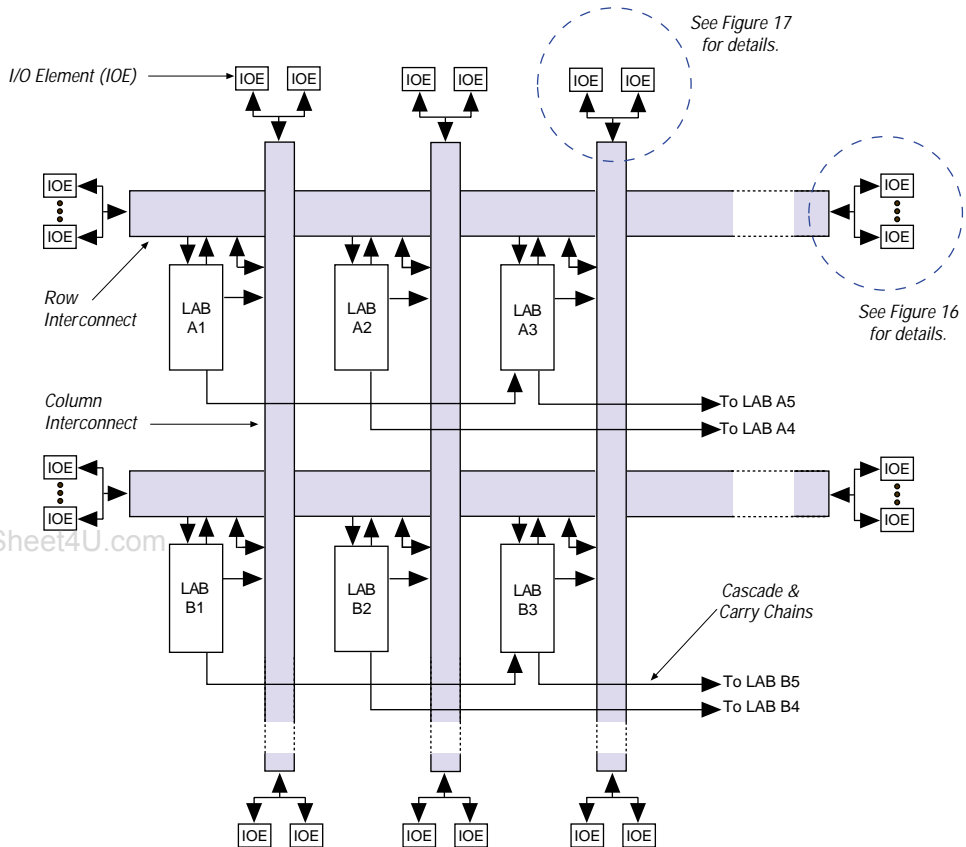 See Figure 17
for details.
I/O Element (IOE)
IOE IOE IOE IOE IOE IOE
IOE IOE
IOE IOE
Row
Interconnect
LAB
A1
LAB
A2
LAB
A3
See Figure 16
for details.
Column
Interconnect
To LAB A5
To LAB A4
IOE IOE
IOE IOE
Sheet4U.com
LAB
B1
LAB
B2
LAB
B3
Cascade &
Carry Chains
To LAB B5
To LAB B4
IOE IOE IOE IOE IOE IOE